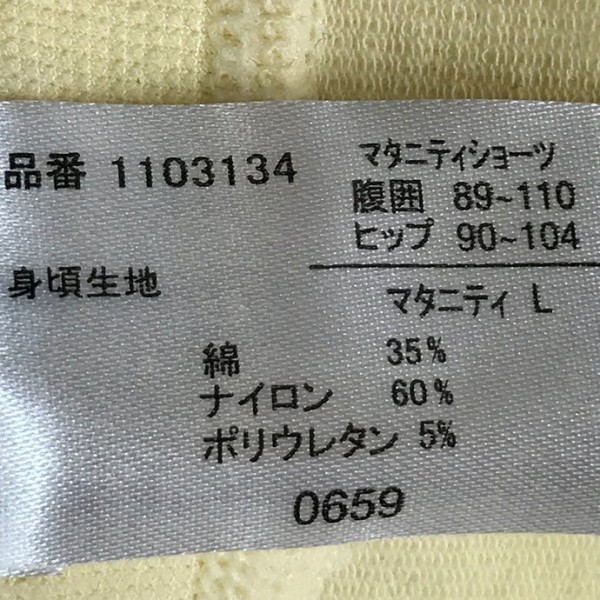 品番 1103134
マタニティショーツ
腹囲 89~110
ヒップ 90~104
マタニティ L
身頃生地
綿 35%
ナイロン 60%
ポリウレタン 5%
0659